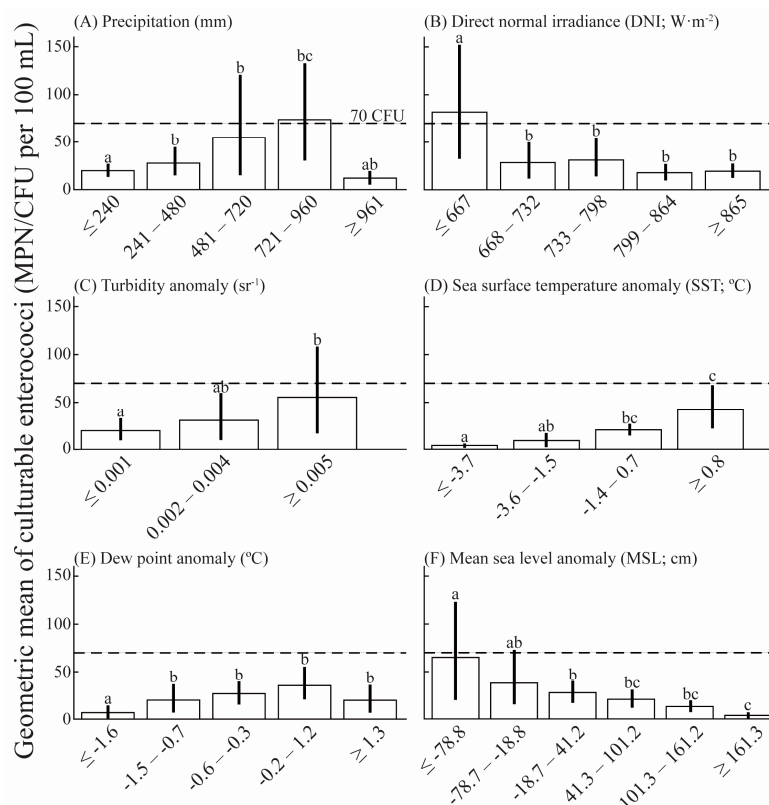 Geometric mean of culturable enterococci (MPN/CFU per 100 mL)
(A) Precipitation (mm)
150
100
50
0
a
b
b
bc
ab
70 CFU
≤ 240
241 – 480
481 – 720
721 – 960
≥ 961
(B) Direct normal irradiance (DNI; W·m-2)
a
b
b
b
b
≤ 667
668 – 732
733 – 798
799 – 864
≥ 865
(C) Turbidity anomaly (sr-1)
150
100
50
0
a
ab
b
≤ 0.001
0.002 – 0.004
≥ 0.005
(D) Sea surface temperature anomaly (SST; ºC)
a
ab
bc
c
≤ -3.7
-3.6 – -1.5
-1.4 – 0.7
≥ 0.8
(E) Dew point anomaly (ºC)
150
100
50
0
a
b
b
b
b
≤ -1.6
-1.5 – -0.7
-0.6 – -0.3
-0.2 – 1.2
≥ 1.3
(F) Mean sea level anomaly (MSL; cm)
a
ab
b
bc
bc
c
≤ -78.8
-78.7 – -18.8
-18.7 – 41.2
41.3 – 101.2
101.3 – 161.2
≥ 161.3